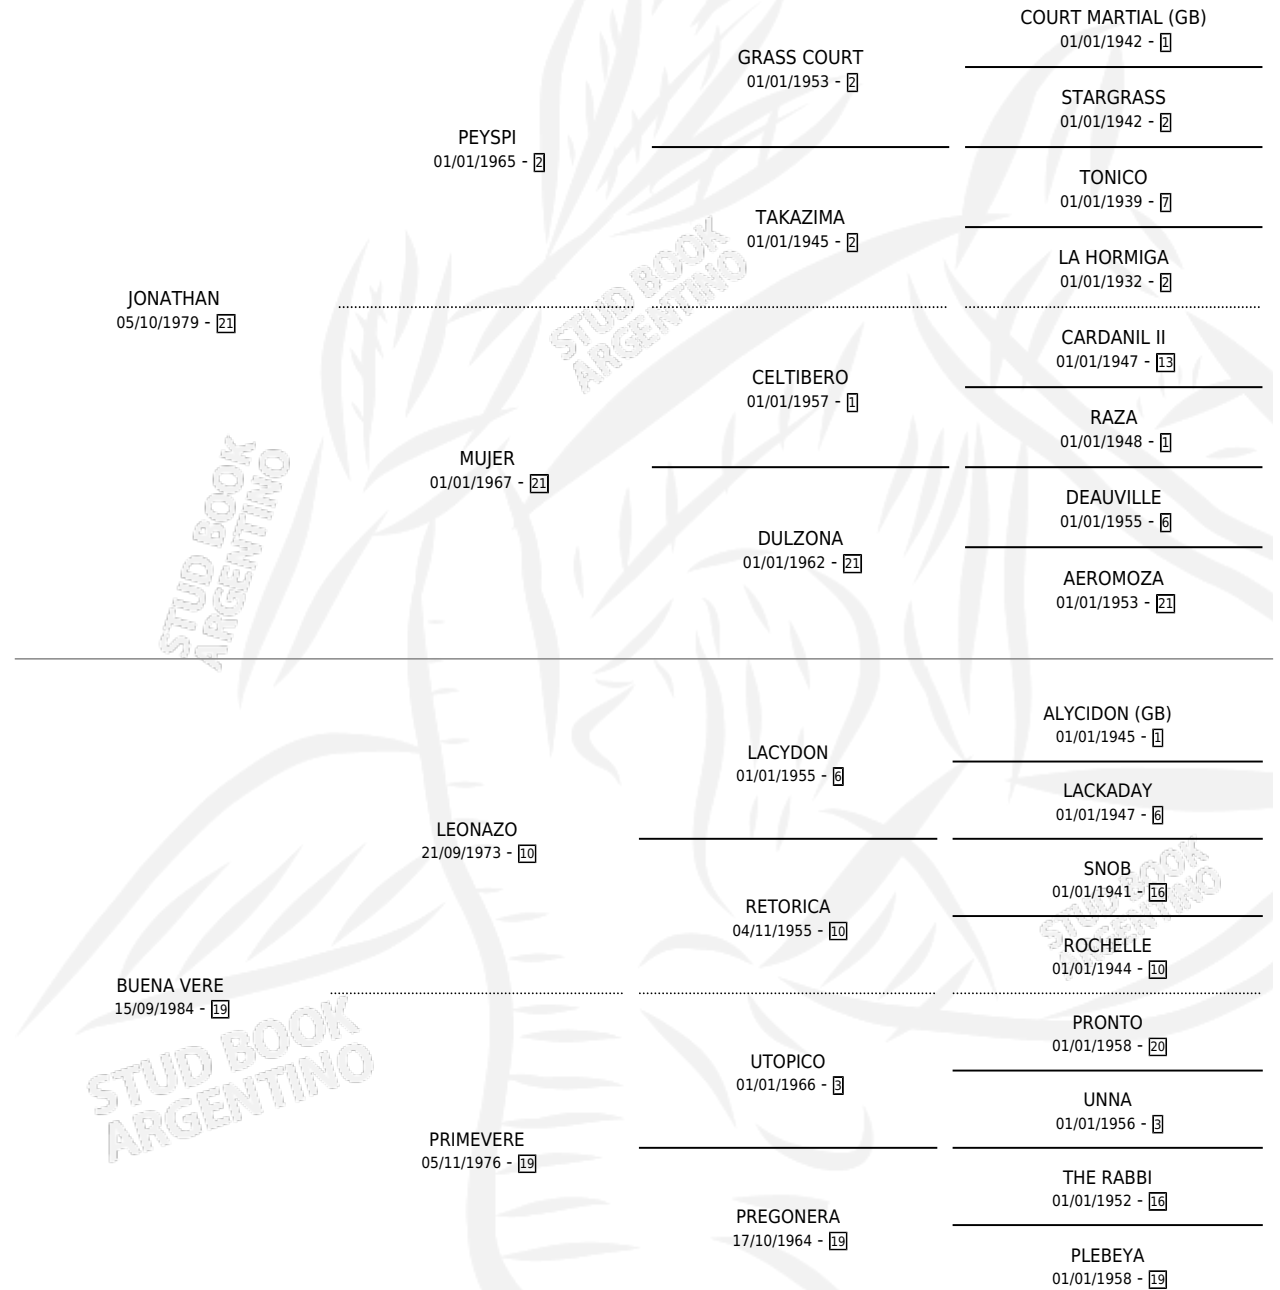 COURT MARTIAL (GB)
01/01/1942 - 1
GRASS COURT
01/01/1953 - 2
STARGRASS
01/01/1942 - 2
PEYSPI
01/01/1965 - 2
TONICO
01/01/1939 - 7
TAKAZIMA
01/01/1945 - 2
LA HORMIGA
01/01/1932 - 2
JONATHAN
05/10/1979 - 21
CARDANIL II
01/01/1947 - 13
CELTIBERO
01/01/1957 - 1
RAZA
01/01/1948 - 1
MUJER
01/01/1967 - 21
DEAUVILLE
01/01/1955 - 6
DULZONA
01/01/1962 - 21
AEROMOZA
01/01/1953 - 21
ALYCIDON (GB)
01/01/1945 - 1
LACYDON
01/01/1955 - 6
LACKADAY
01/01/1947 - 6
LEONAZO
21/09/1973 - 10
SNOB
01/01/1941 - 16
RETORICA
04/11/1955 - 10
ROCHELLE
01/01/1944 - 10
BUENA VERE
15/09/1984 - 19
PRONTO
01/01/1958 - 20
UTOPICO
01/01/1966 - 3
UNNA
01/01/1956 - 3
PRIMEVERE
05/11/1976 - 19
THE RABBI
01/01/1952 - 16
PREGONERA
17/10/1964 - 19
PLEBEYA
01/01/1958 - 19
STUD BOOK
ARGENTINO
STUD BOOK
ARGENTINO
STUD BOOK
ARGENTINO
STUD BOOK
ARGENTINO